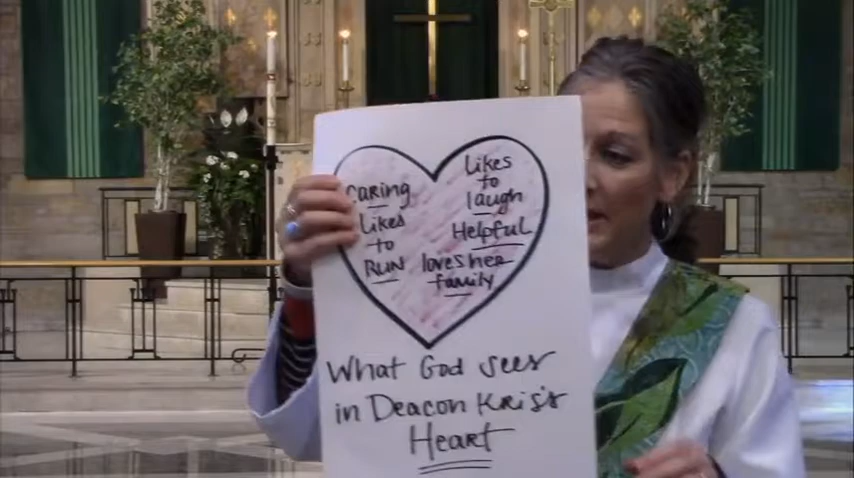 caring
Likes
to
Run
Likes
to
laugh
Helpful
loves her
family
What God sees
in Deacon Kris's
Heart